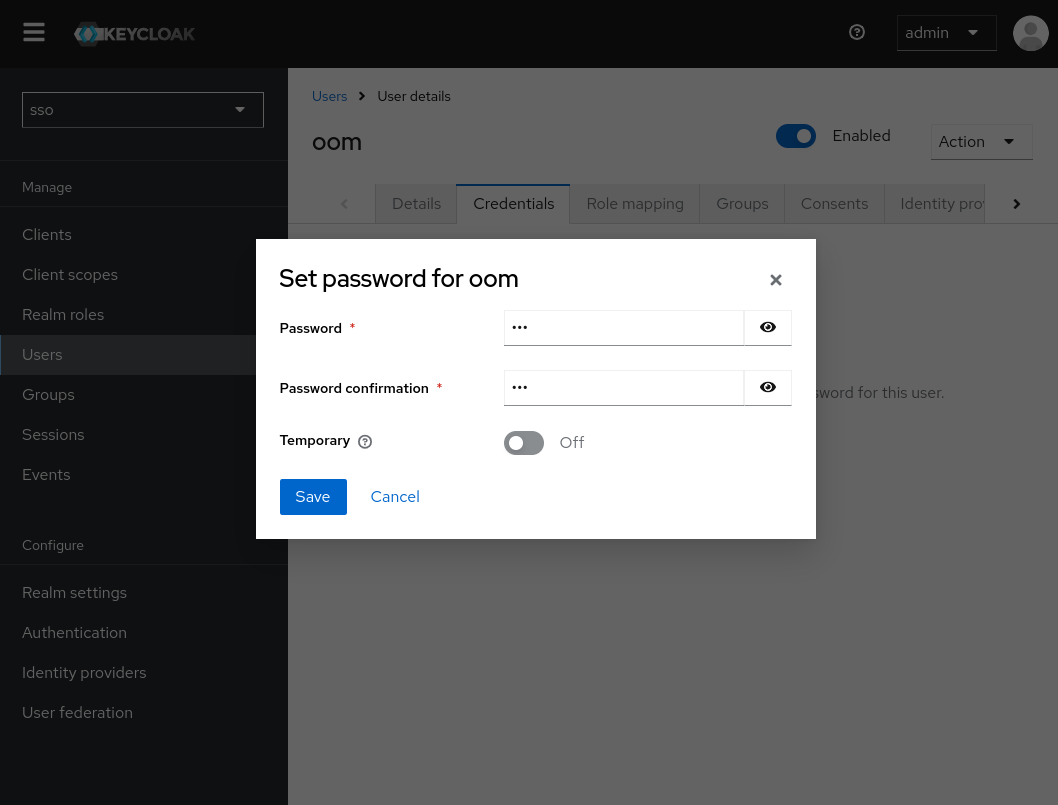 KEYCLOAK
admin
sso
Manage
Clients
Client scopes
Realm roles
Users
Groups
Sessions
Events
Configure
Realm settings
Authentication
Identity providers
User federation
Users
User details
oom
Enabled
Action
Details
Credentials
Role mapping
Groups
Consents
Identity pro
sword for this user.
Set password for oom
Password *
•••
Password confirmation *
•••
Temporary
Off
Save
Cancel